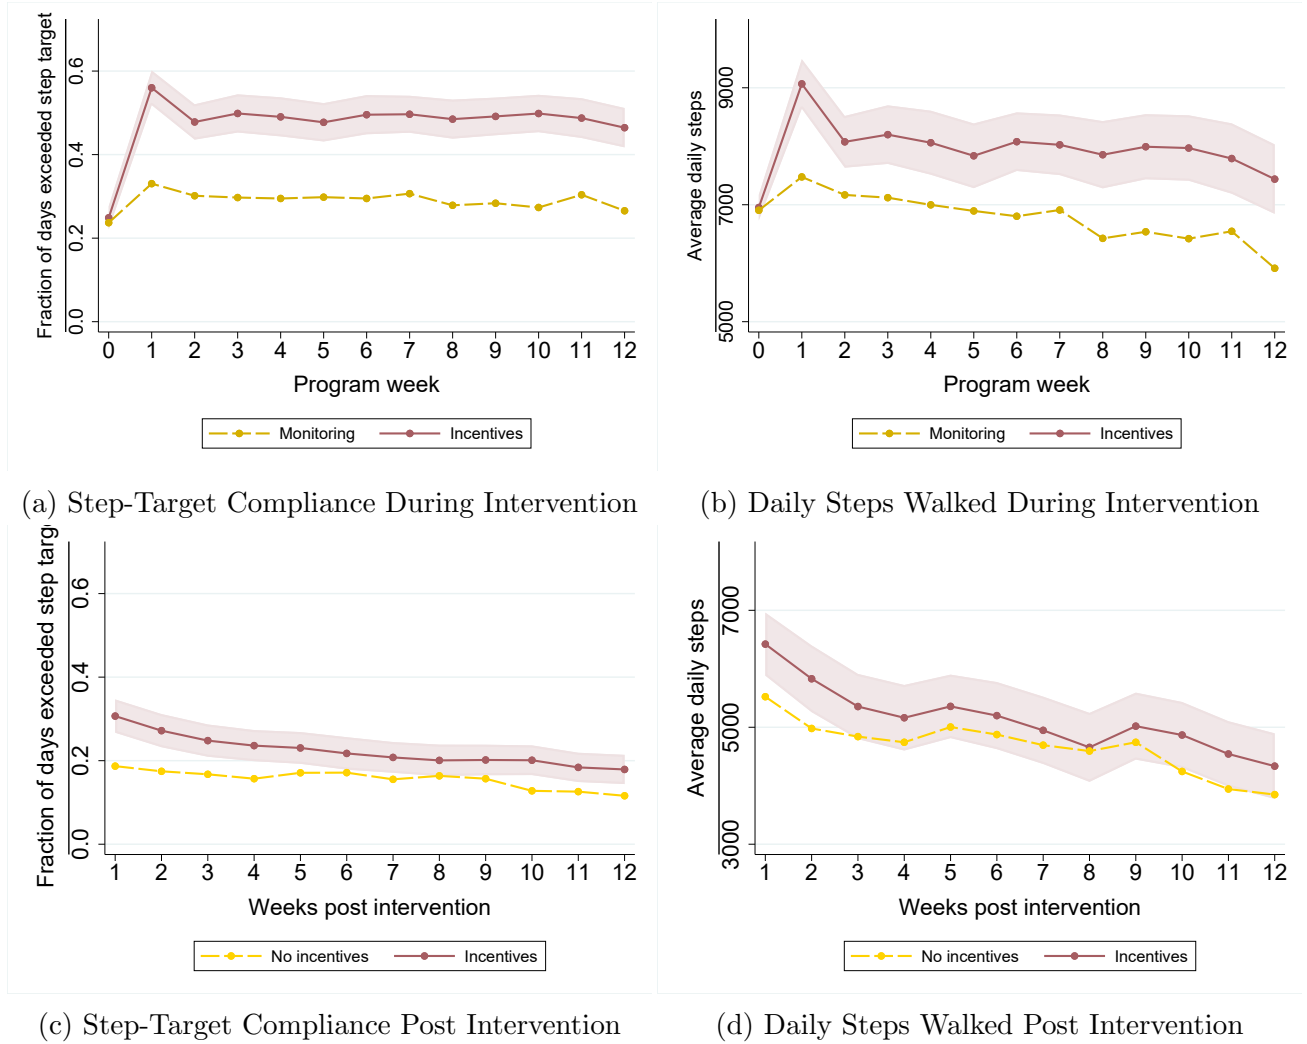 Fraction of days exceeded step target
0.0 0.2 0.4 0.6
0 1 2 3 4 5 6 7 8 9 10 11 12
Program week
Monitoring Incentives
(a) Step-Target Compliance During Intervention
Average daily steps
5000 7000 9000
0 1 2 3 4 5 6 7 8 9 10 11 12
Program week
Monitoring Incentives
(b) Daily Steps Walked During Intervention
Fraction of days exceeded step targ
0.0 0.2 0.4 0.6
1 2 3 4 5 6 7 8 9 10 11 12
Weeks post intervention
No incentives Incentives
(c) Step-Target Compliance Post Intervention
Average daily steps
3000 5000 7000
1 2 3 4 5 6 7 8 9 10 11 12
Weeks post intervention
No incentives Incentives
(d) Daily Steps Walked Post Intervention